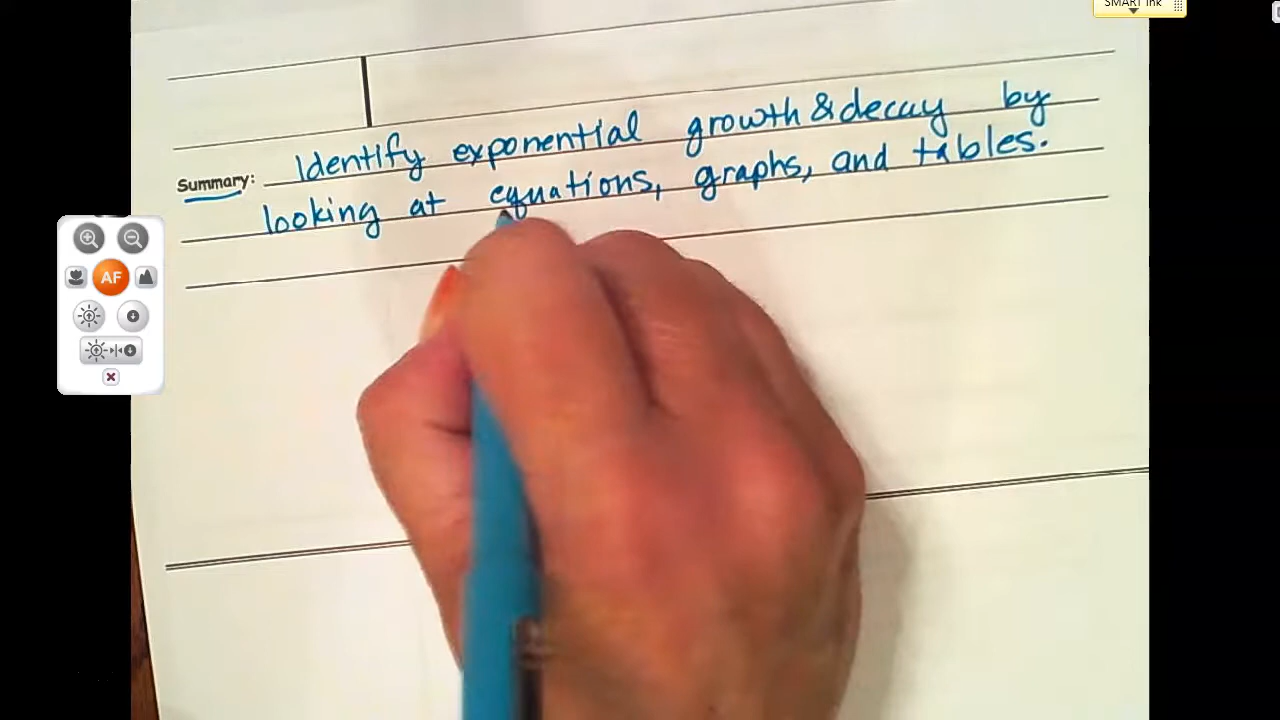 SMART Ink
Summary: Identify exponential growth & decay by
looking at equations, graphs, and tables.
AF